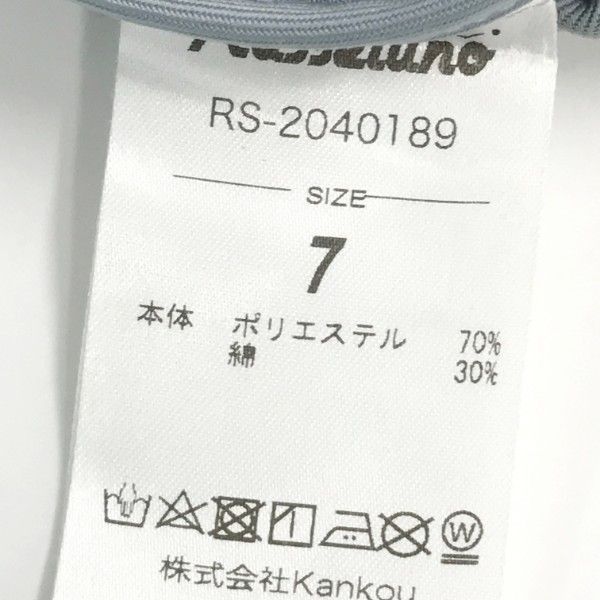 Russeluno
RS-2040189
SIZE
7
本体 ポリエステル 70%
綿 30%
W
株式会社Kankou